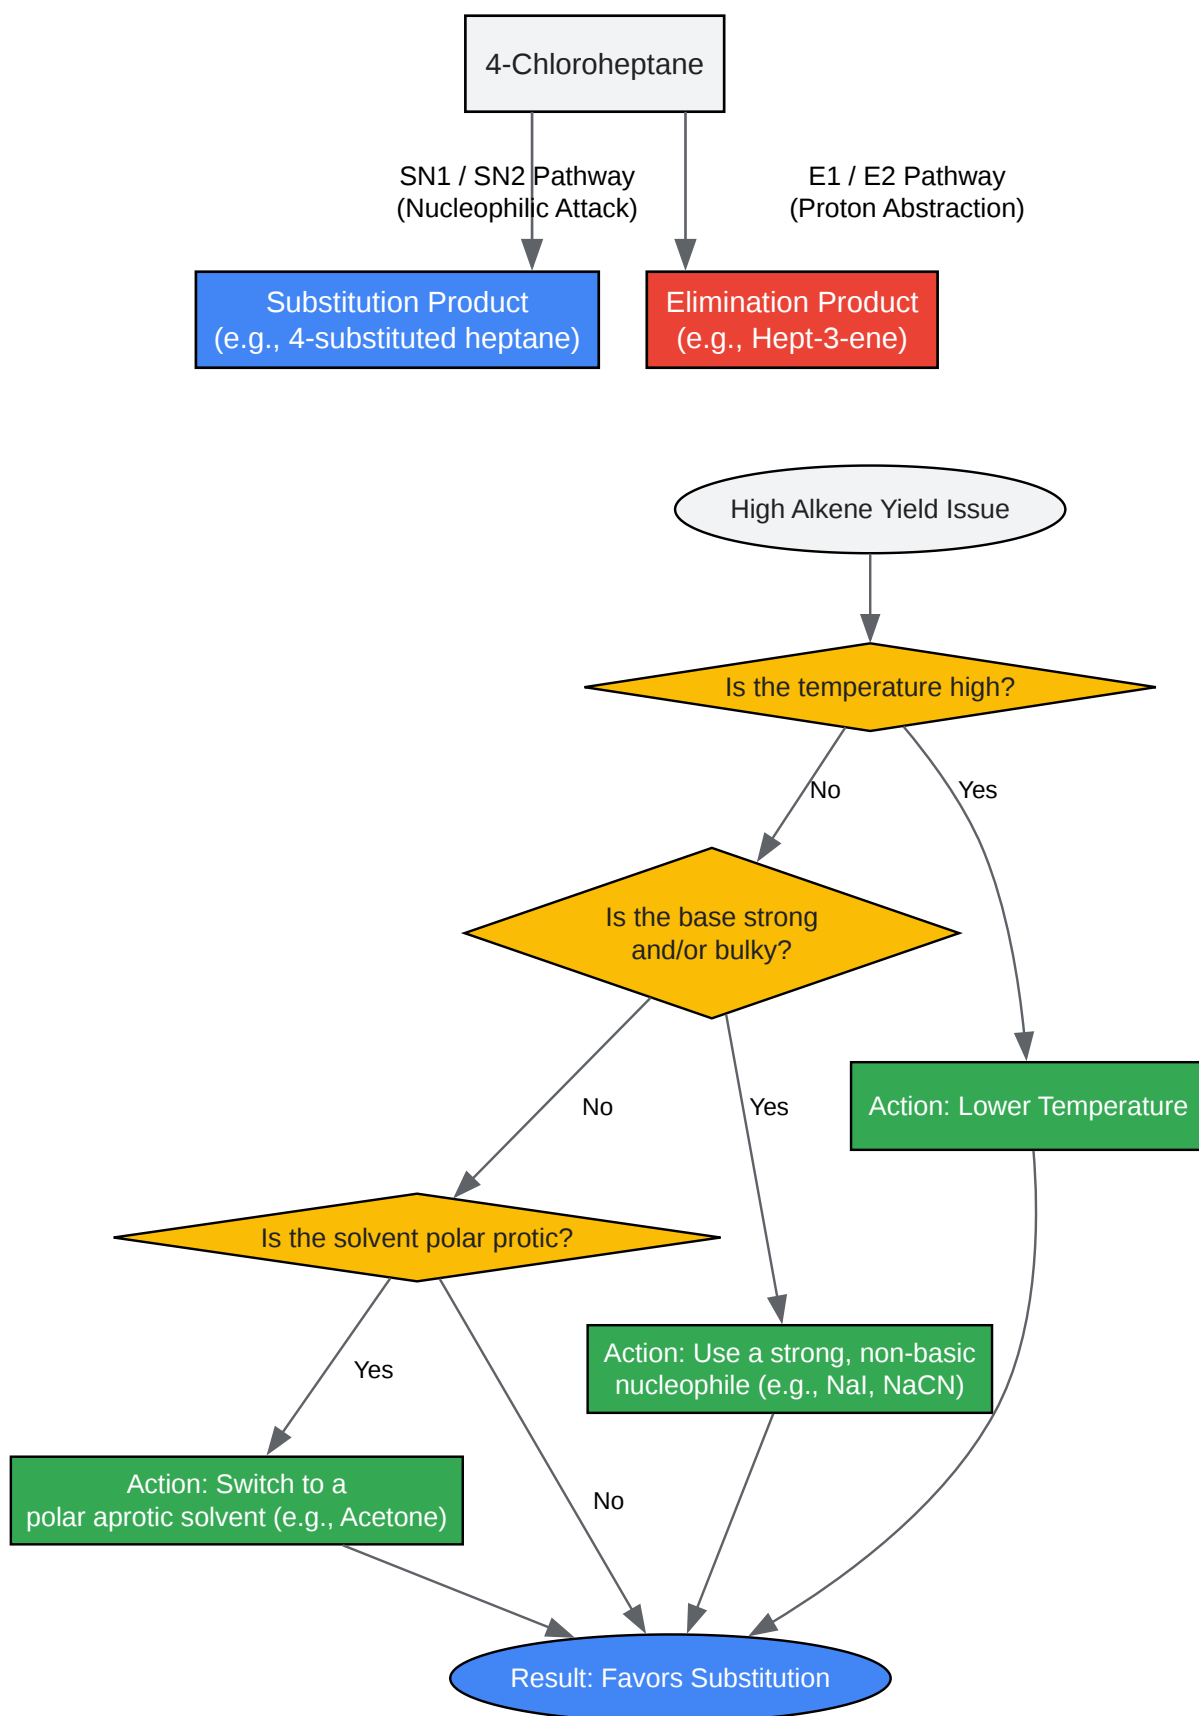 4-Chloroheptane
SN1 / SN2 Pathway
(Nucleophilic Attack)
E1 / E2 Pathway
(Proton Abstraction)
Substitution Product
(e.g., 4-substituted heptane)
Elimination Product
(e.g., Hept-3-ene)
High Alkene Yield Issue
Is the temperature high?
No
Yes
Is the base strong
and/or bulky?
No
Yes
Action: Lower Temperature
Is the solvent polar protic?
Yes
Action: Use a strong, non-basic
nucleophile (e.g., NaI, NaCN)
Action: Switch to a
polar aprotic solvent (e.g., Acetone)
No
Result: Favors Substitution